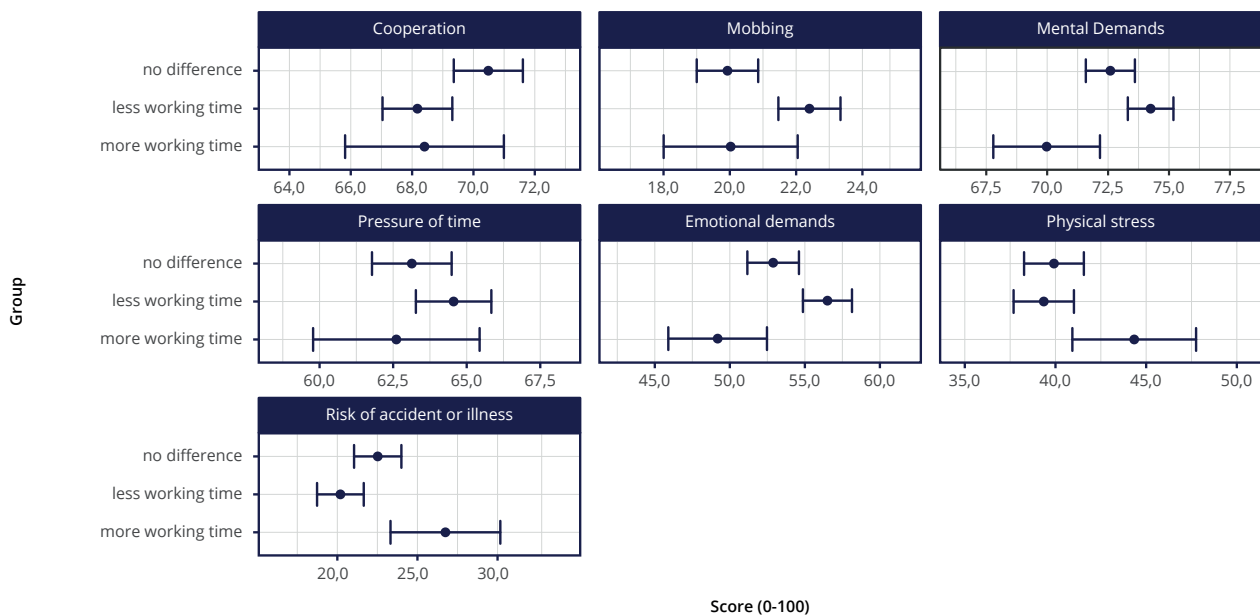 Cooperation
Mobbing
Mental Demands
no difference
less working time
more working time
64,0 66,0 68,0 70,0 72,0
18,0 20,0 22,0 24,0
67,5 70,0 72,5 75,0 77,5
Pressure of time
Emotional demands
Physical stress
no difference
less working time
more working time
60,0 62,5 65,0 67,5
45,0 50,0 55,0 60,0
35,0 40,0 45,0 50,0
Group
Risk of accident or illness
no difference
less working time
more working time
20,0 25,0 30,0
Score (0-100)